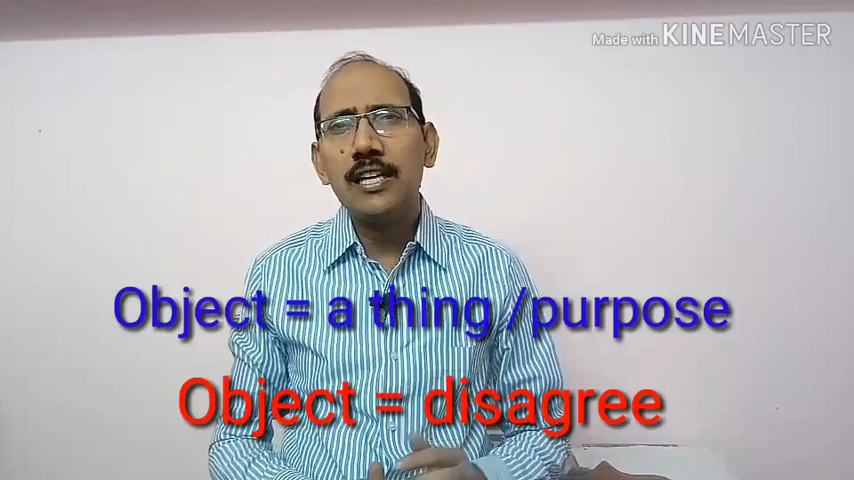 Made with KINEMASTER
Object = a thing /purpose
Object = disagree